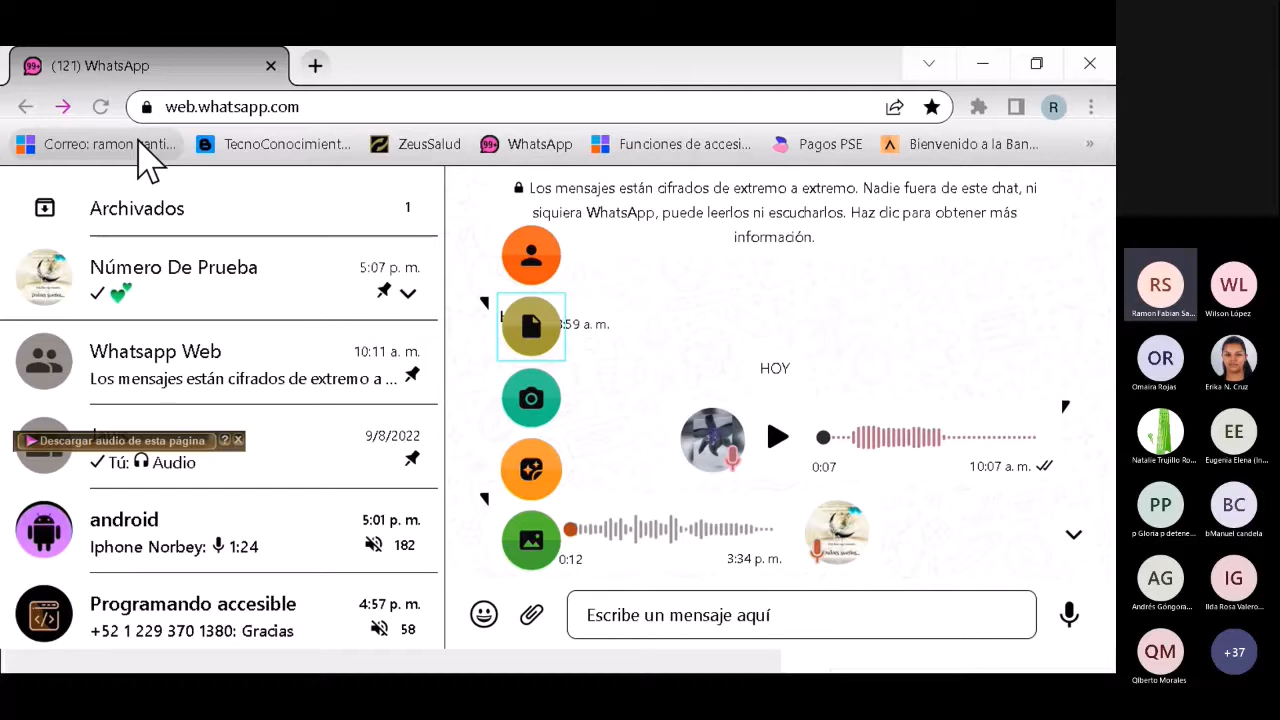 (121) WhatsApp
web.whatsapp.com
R
Correo: ramon
TecnoConocimient...
ZeusSalud
WhatsApp
Funciones de accesi...
Pagos PSE
Bienvenido a la Ban...
»
Archivados
1
Número De Prueba
5:07 p. m.
Whatsapp Web
10:11 a. m.
Los mensajes están cifrados de extremo a ...
Descargar audio de esta página
9/8/2022
Tú: Audio
android
5:01 p. m.
Iphone Norbey: 1:24
182
Programando accesible
4:57 p. m.
+52 1 229 370 1380: Gracias
58
Los mensajes están cifrados de extremo a extremo. Nadie fuera de este chat, ni
siquiera WhatsApp, puede leerlos ni escucharlos. Haz clic para obtener más
información.
:59 a. m.
HOY
0:07
10:07 a. m.
0:12
3:34 p. m.
Escribe un mensaje aquí
RS
Ramon Fabian Sa...
WL
Wilson López
OR
Omaira Rojas
Erika N. Cruz
Natalie Trujillo Ro...
EE
Eugenia Elena (In...
PP
p Gloria p detene...
BC
bManuel candela
AG
Andrés Góngora...
IG
Ilda Rosa Valero...
QM
Qlberto Morales
+37